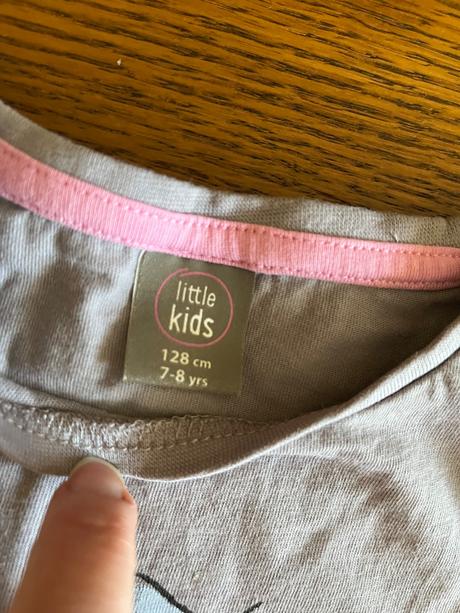 little
kids
128 cm
7-8 yrs